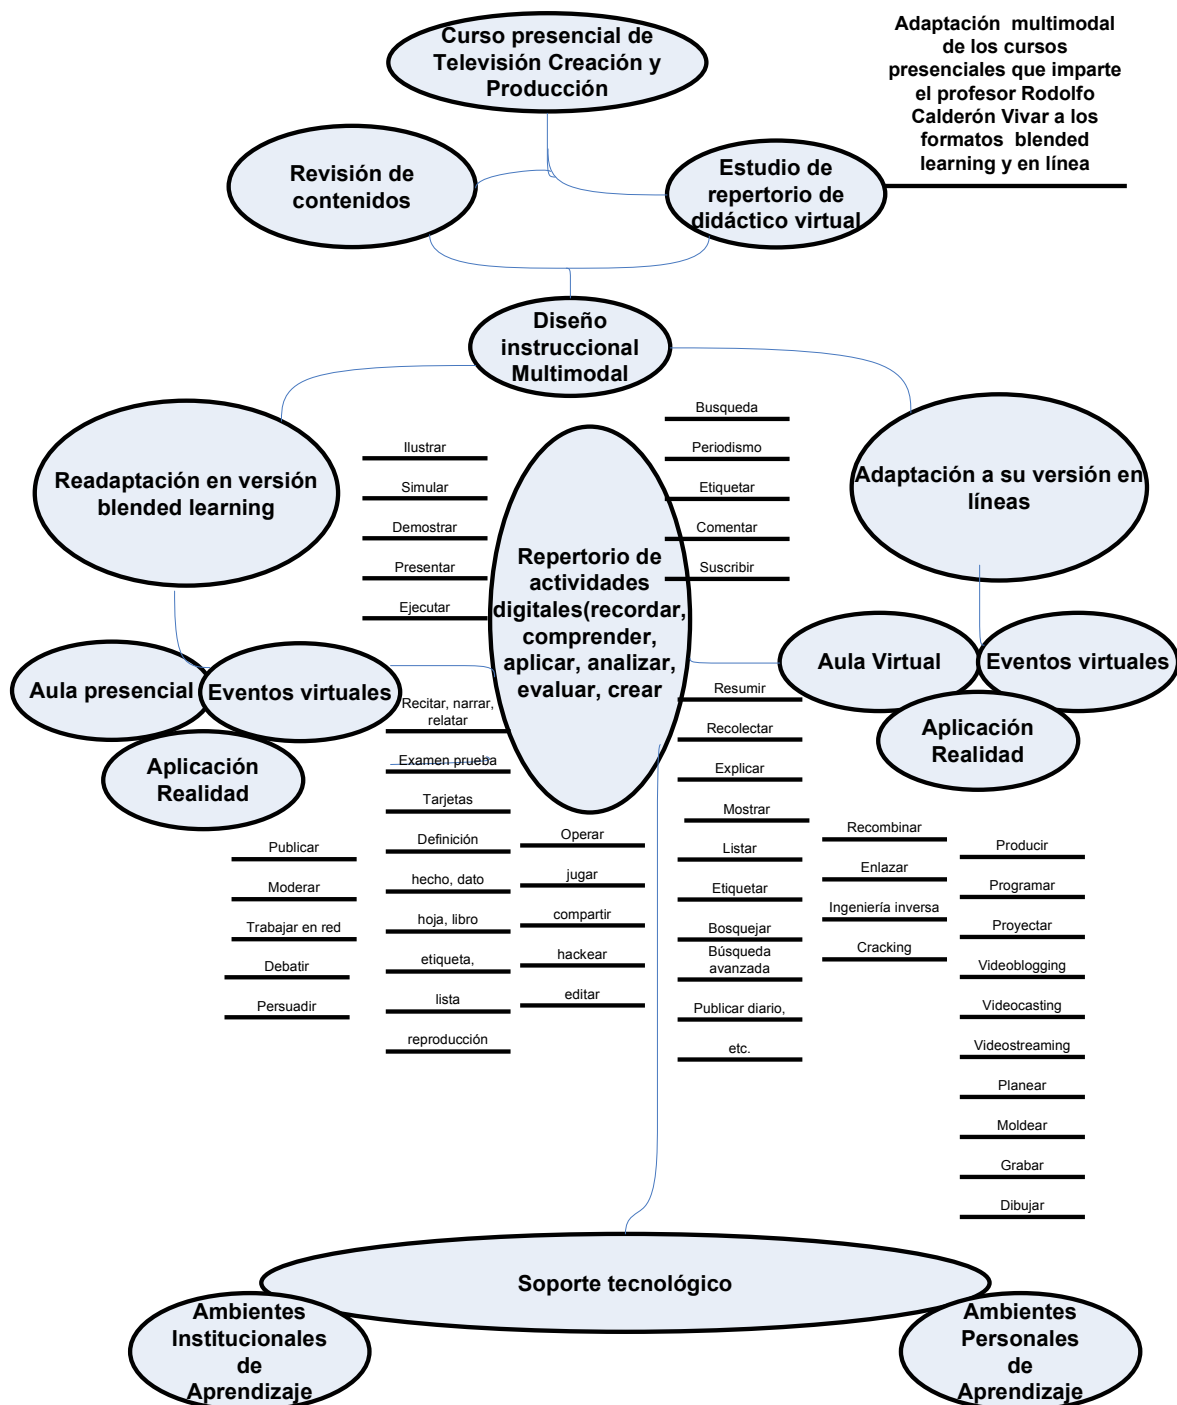 Curso presencial de
Televisión Creación y
Producción
Adaptación multimodal
de los cursos
presenciales que imparte
el profesor Rodolfo
Calderón Vivar a los
formatos blended
learning y en línea
Revisión de
contenidos
Estudio de
repertorio de
didáctico virtual
Diseño
instruccional
Multimodal
Readaptación en versión
blended learning
Adaptación a su versión en
líneas
Ilustrar
Simular
Demostrar
Presentar
Ejecutar
Repertorio de
actividades
digitales(recordar,
comprender,
aplicar, analizar,
evaluar, crear
Busqueda
Periodismo
Etiquetar
Comentar
Suscribir
Aula presencial
Eventos virtuales
Aplicación
Realidad
Aula Virtual
Eventos virtuales
Aplicación
Realidad
Recitar, narrar,
relatar
Examen prueba
Tarjetas
Definición
hecho, dato
hoja, libro
etiqueta,
lista
reproducción
Publicar
Moderar
Trabajar en red
Debatir
Persuadir
Operar
jugar
compartir
hackear
editar
Resumir
Recolectar
Explicar
Mostrar
Listar
Etiquetar
Bosquejar
Búsqueda
avanzada
Publicar diario,
etc.
Recombinar
Enlazar
Ingeniería inversa
Cracking
Producir
Programar
Proyectar
Videoblogging
Videocasting
Videostreaming
Planear
Moldear
Grabar
Dibujar
Soporte tecnológico
Ambientes
Institucionales
de
Aprendizaje
Ambientes
Personales
de
Aprendizaje